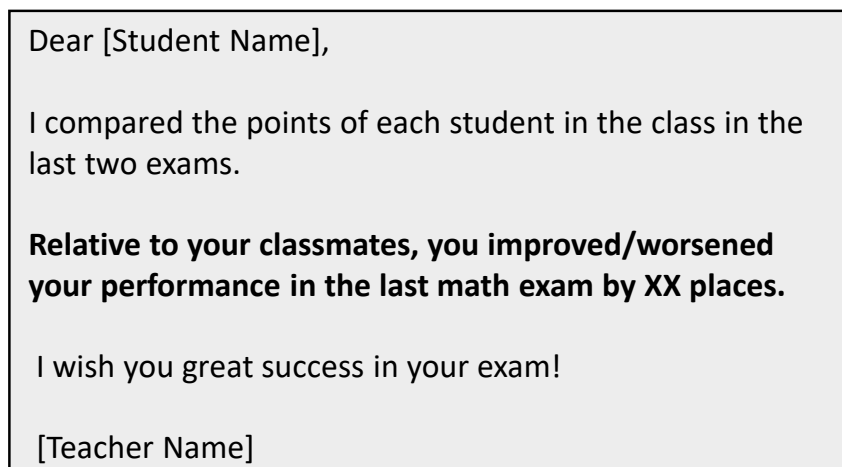 Dear [Student Name],
I compared the points of each student in the class in the
last two exams.
Relative to your classmates, you improved/worsened
your performance in the last math exam by XX places.
I wish you great success in your exam!
[Teacher Name]